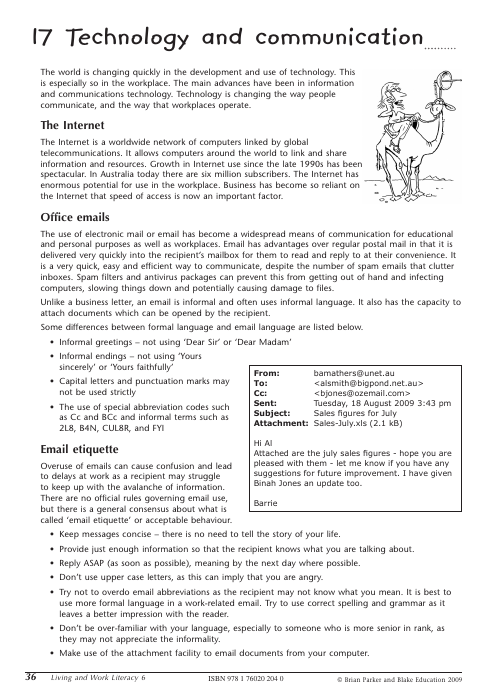 17 Technology and communication..........
The world is changing quickly in the development and use of technology. This
is especially so in the workplace. The main advances have been in information
and communications technology. Technology is changing the way people
communicate, and the way that workplaces operate.
The Internet
The Internet is a worldwide network of computers linked by global
telecommunications. It allows computers around the world to link and share
information and resources. Growth in Internet use since the late 1990s has been
spectacular. In Australia today there are six million subscribers. The Internet has
enormous potential for use in the workplace. Business has become so reliant on
the Internet that speed of access is now an important factor.
Office emails
The use of electronic mail or email has become a widespread means of communication for educational
and personal purposes as well as workplaces. Email has advantages over regular postal mail in that it is
delivered very quickly into the recipient's mailbox for them to read and reply to at their convenience. It
is a very quick, easy and efficient way to communicate, despite the number of spam emails that clutter
inboxes. Spam filters and antivirus packages can prevent this from getting out of hand and infecting
computers, slowing things down and potentially causing damage to files.
Unlike a business letter, an email is informal and often uses informal language. It also has the capacity to
attach documents which can be opened by the recipient.
Some differences between formal language and email language are listed below.
• Informal greetings – not using 'Dear Sir' or 'Dear Madam'
• Informal endings – not using 'Yours
sincerely' or 'Yours faithfully'
• Capital letters and punctuation marks may
not be used strictly
• The use of special abbreviation codes such
as Cc and BCc and informal terms such as
2L8, B4N, CUL8R, and FYI
From: bamathers@unet.au
To: <alsmith@bigpond.net.au>
Cc: <bjones@ozemail.com>
Sent: Tuesday, 18 August 2009 3:43 pm
Subject: Sales figures for July
Attachment: Sales-July.xls (2.1 kB)
Hi Al
Attached are the july sales figures - hope you are
pleased with them - let me know if you have any
suggestions for future improvement. I have given
Binah Jones an update too.
Barrie
Email etiquette
Overuse of emails can cause confusion and lead
to delays at work as a recipient may struggle
to keep up with the avalanche of information.
There are no official rules governing email use,
but there is a general consensus about what is
called 'email etiquette' or acceptable behaviour.
• Keep messages concise – there is no need to tell the story of your life.
• Provide just enough information so that the recipient knows what you are talking about.
• Reply ASAP (as soon as possible), meaning by the next day where possible.
• Don't use upper case letters, as this can imply that you are angry.
• Try not to overdo email abbreviations as the recipient may not know what you mean. It is best to
use more formal language in a work-related email. Try to use correct spelling and grammar as it
leaves a better impression with the reader.
• Don't be over-familiar with your language, especially to someone who is more senior in rank, as
they may not appreciate the informality.
• Make use of the attachment facility to email documents from your computer.
36 Living and Work Literacy 6 ISBN 978 1 76020 204 0 © Brian Parker and Blake Education 2009